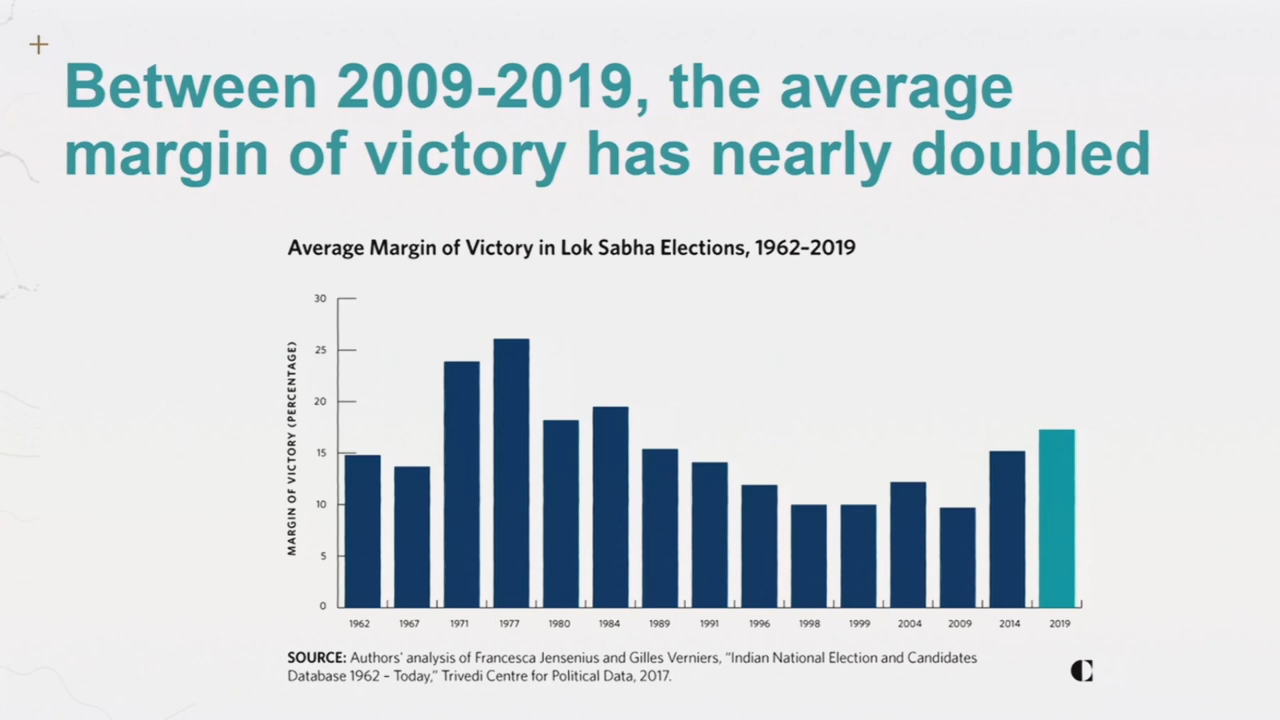 Between 2009-2019, the average
margin of victory has nearly doubled
Average Margin of Victory in Lok Sabha Elections, 1962–2019
MARGIN OF VICTORY (PERCENTAGE)
30
25
20
15
10
5
0
1962 1967 1971 1977 1980 1984 1989 1991 1996 1998 1999 2004 2009 2014 2019
SOURCE: Authors' analysis of Francesca Jensenius and Gilles Verniers, "Indian National Election and Candidates
Database 1962 – Today," Trivedi Centre for Political Data, 2017.